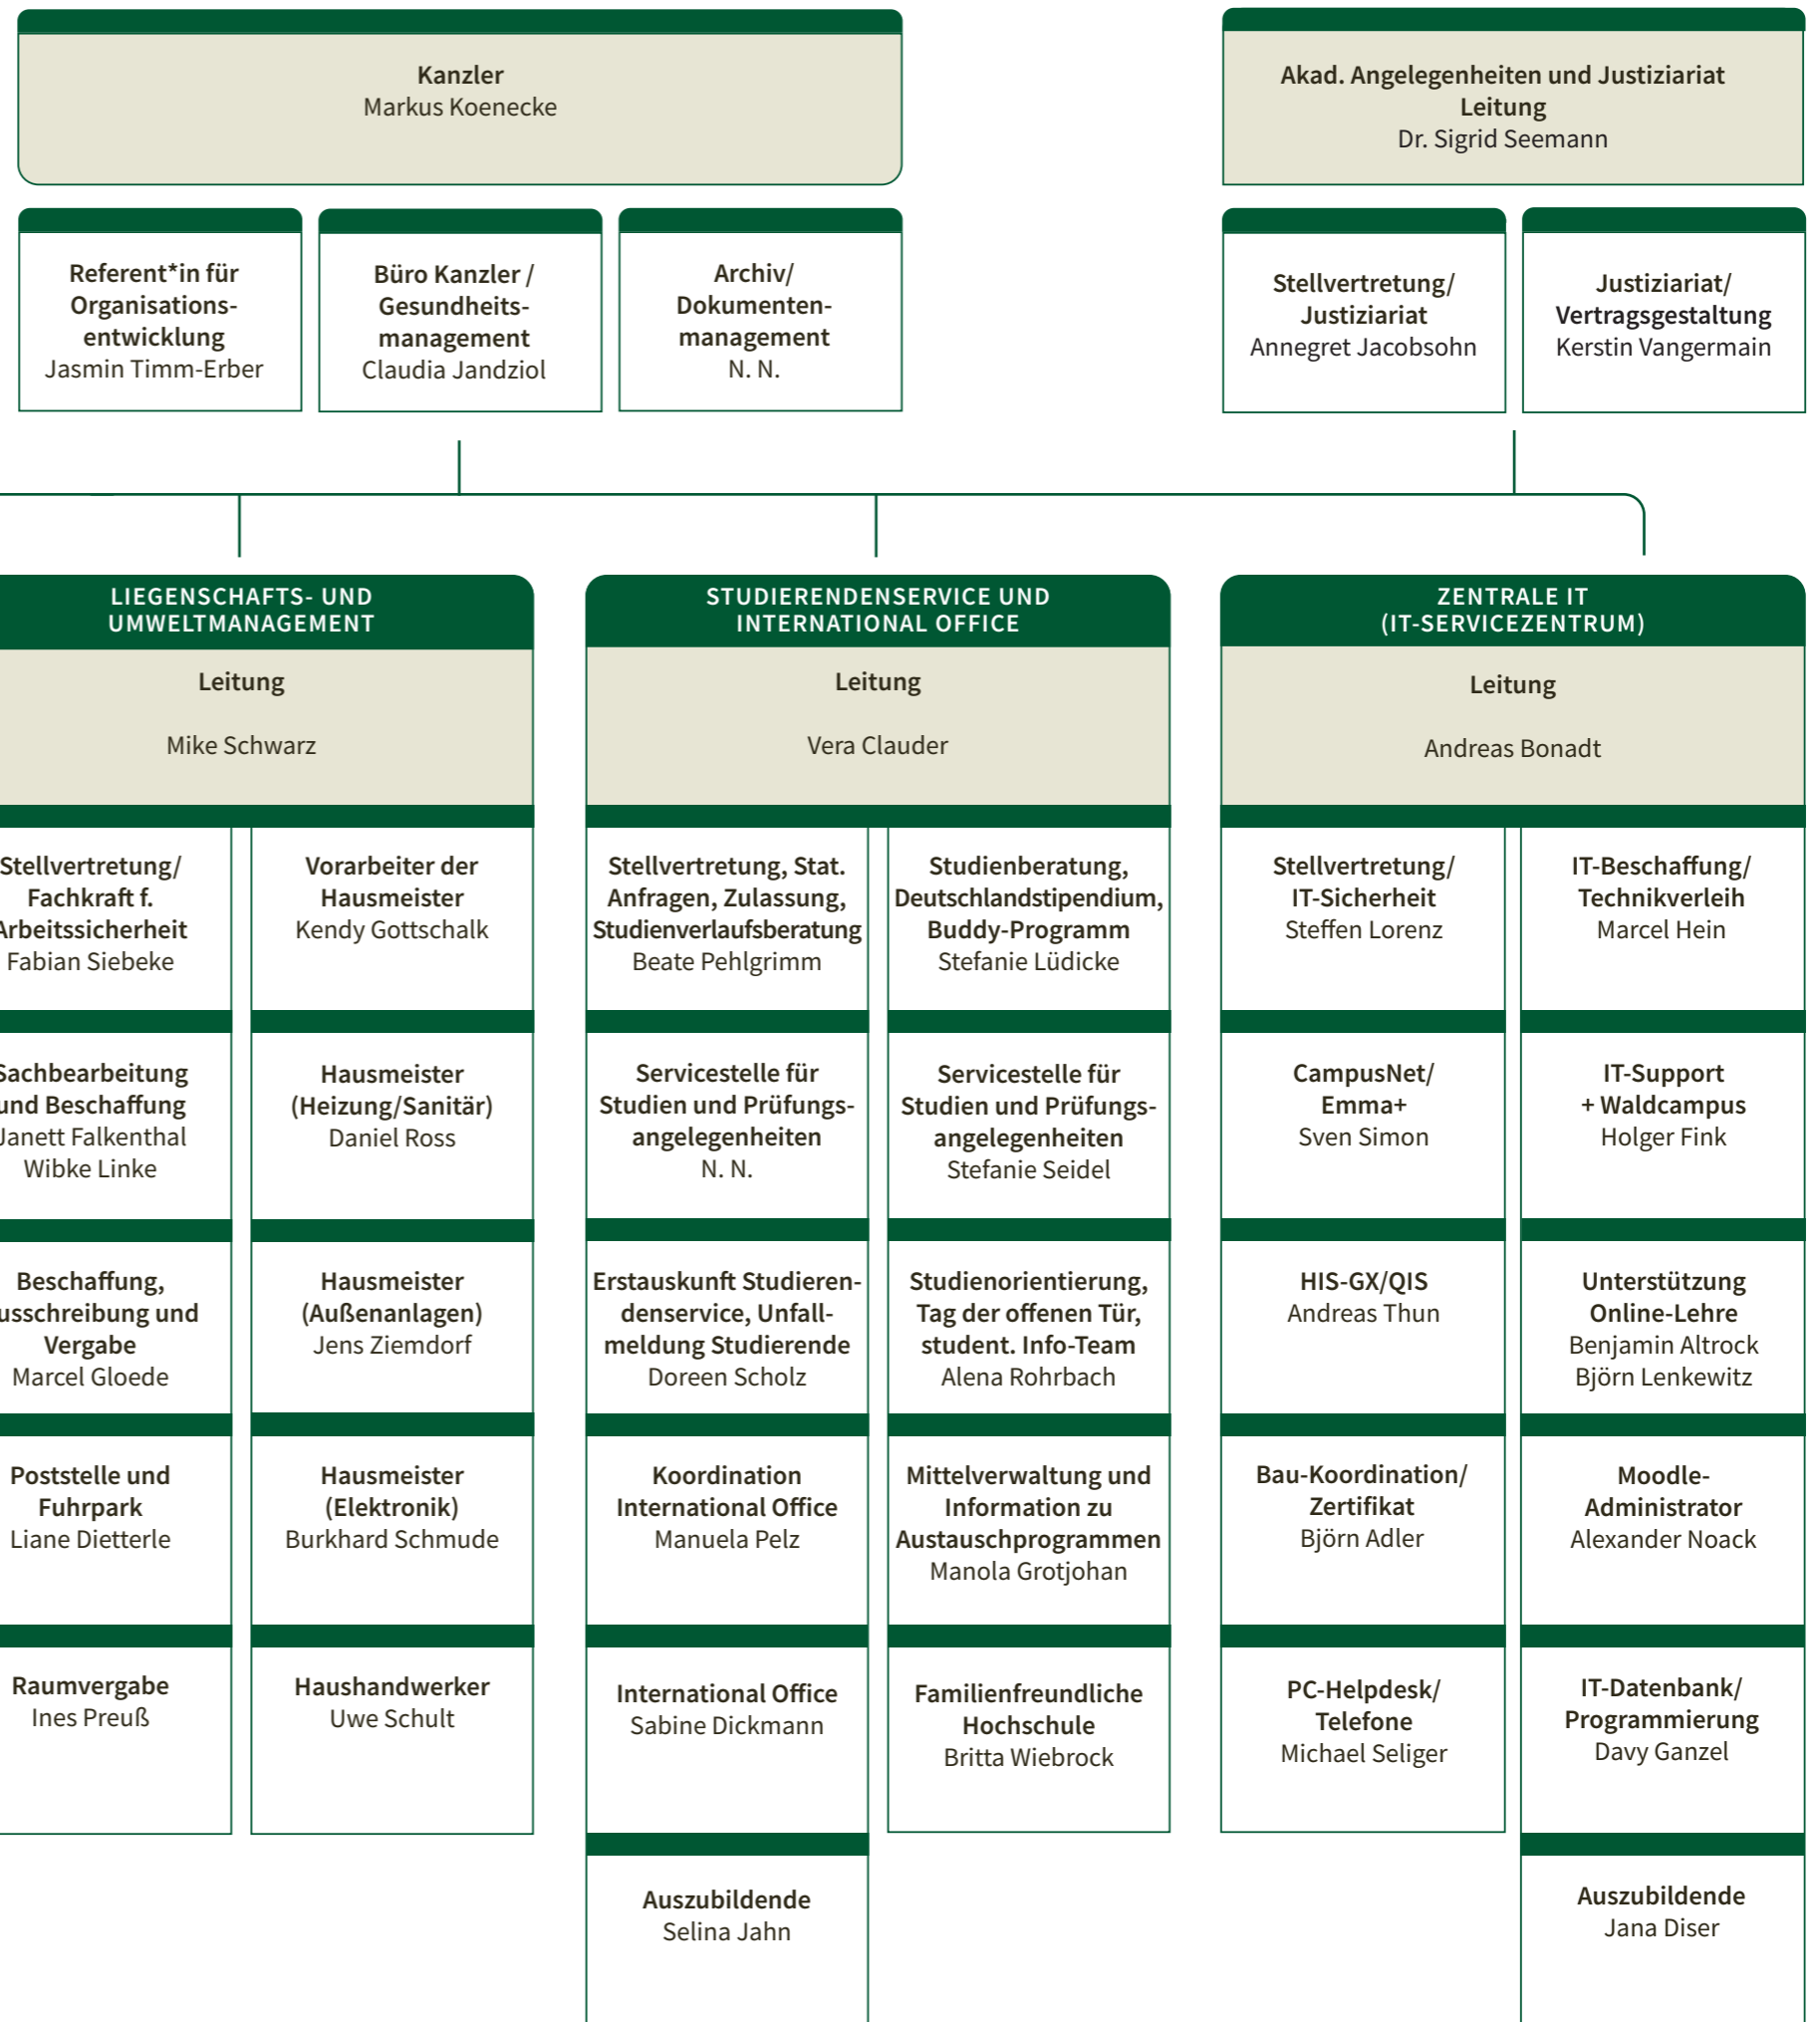 Kanzler
Markus Koenecke
Akad. Angelegenheiten und Justiziariat
Leitung
Dr. Sigrid Seemann
Referent*in für
Organisations-
entwicklung
Jasmin Timm-Erber
Büro Kanzler /
Gesundheits-
management
Claudia Jandziol
Archiv/
Dokumenten-
management
N. N.
Stellvertretung/
Justiziariat
Annegret Jacobsohn
Justiziariat/
Vertragsgestaltung
Kerstin Vangermain
LIEGENSCHAFTS- UND
UMWELTMANAGEMENT
Leitung
Mike Schwarz
Stellvertretung/
Fachkraft f.
Arbeitssicherheit
Fabian Siebeke
Vorarbeiter der
Hausmeister
Kendy Gottschalk
Sachbearbeitung
und Beschaffung
Janett Falkenthal
Wibke Linke
Hausmeister
(Heizung/Sanitär)
Daniel Ross
Beschaffung,
usschreibung und
Vergabe
Marcel Gloede
Hausmeister
(Außenanlagen)
Jens Ziemdorf
Poststelle und
Fuhrpark
Liane Dietterle
Hausmeister
(Elektronik)
Burkhard Schmude
Raumvergabe
Ines Preuß
Haushandwerker
Uwe Schult
STUDIERENDENSERVICE UND
INTERNATIONAL OFFICE
Leitung
Vera Clauder
Stellvertretung, Stat.
Anfragen, Zulassung,
Studienverlaufsberatung
Beate Pehlgrimm
Studienberatung,
Deutschlandstipendium,
Buddy-Programm
Stefanie Lüdicke
Servicestelle für
Studien und Prüfungs-
angelegenheiten
N. N.
Servicestelle für
Studien und Prüfungs-
angelegenheiten
Stefanie Seidel
Erstauskunft Studieren-
denservice, Unfall-
meldung Studierende
Doreen Scholz
Studienorientierung,
Tag der offenen Tür,
student. Info-Team
Alena Rohrbach
Koordination
International Office
Manuela Pelz
Mittelverwaltung und
Information zu
Austauschprogrammen
Manola Grotjohan
International Office
Sabine Dickmann
Familienfreundliche
Hochschule
Britta Wiebrock
Auszubildende
Selina Jahn
ZENTRALE IT
(IT-SERVICEZENTRUM)
Leitung
Andreas Bonadt
Stellvertretung/
IT-Sicherheit
Steffen Lorenz
IT-Beschaffung/
Technikverleih
Marcel Hein
CampusNet/
Emma+
Sven Simon
IT-Support
+ Waldcampus
Holger Fink
HIS-GX/QIS
Andreas Thun
Unterstützung
Online-Lehre
Benjamin Altrock
Björn Lenkewitz
Bau-Koordination/
Zertifikat
Björn Adler
Moodle-
Administrator
Alexander Noack
PC-Helpdesk/
Telefone
Michael Seliger
IT-Datenbank/
Programmierung
Davy Ganzel
Auszubildende
Jana Diser